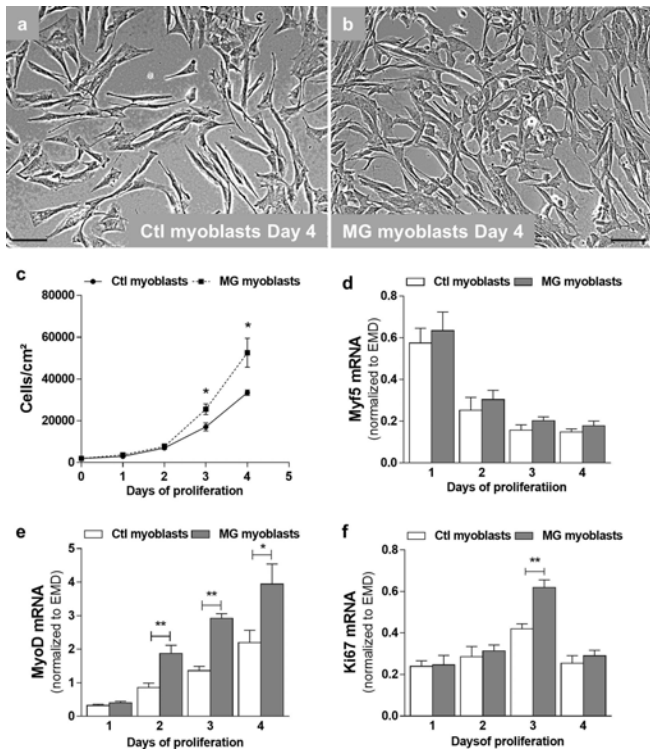 a
b
Ctl myoblasts Day 4
MG myoblasts Day 4
c
Ctl myoblasts MG myoblasts
80000
60000
40000
20000
0
Cells/cm²
*
*
0 1 2 3 4 5
Days of proliferation
d
Ctl myoblasts MG myoblasts
Myf5 mRNA
(normalized to EMD)
0.8
0.6
0.4
0.2
0
1 2 3 4
Days of proliferatiion
e
Ctl myoblasts MG myoblasts
MyoD mRNA
(normalized to EMD)
5
4
3
2
1
0
**
**
*
1 2 3 4
Days of proliferation
f
Ctl myoblasts MG myoblasts
Ki67 mRNA
(normalized to EMD)
0.8
0.6
0.4
0.2
0
**
1 2 3 4
Daysof proliferation